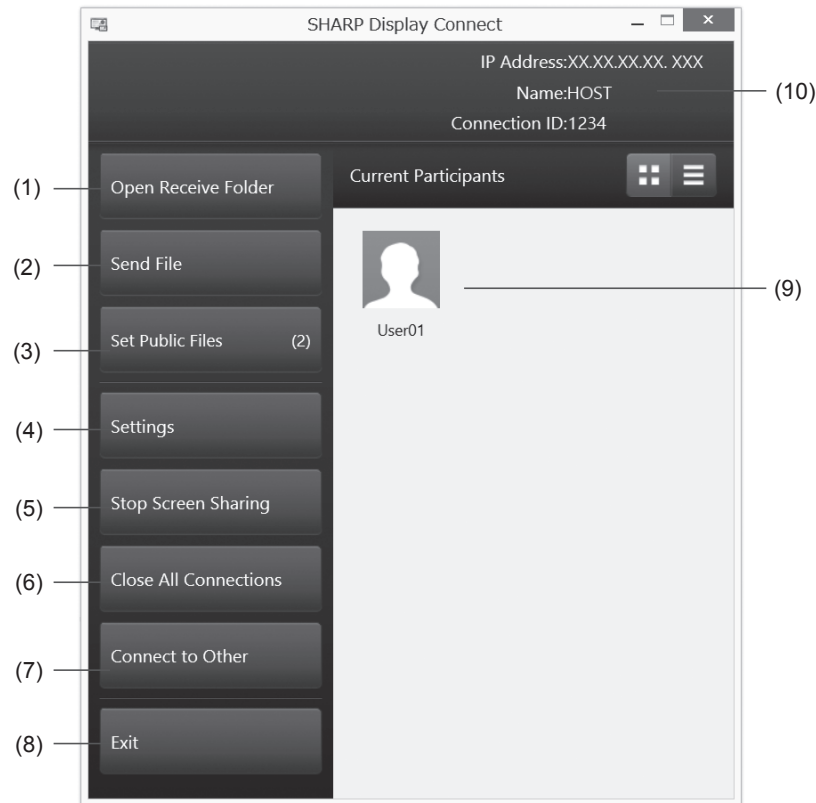 SHARP Display Connect
IP Address:XX.XX.XX.XX. XXX
Name:HOST
(10)
Connection ID:1234
(1)
Open Receive Folder
Current Participants
(2)
Send File
(9)
(3)
Set Public Files (2)
User01
(4)
Settings
(5)
Stop Screen Sharing
(6)
Close All Connections
(7)
Connect to Other
(8)
Exit